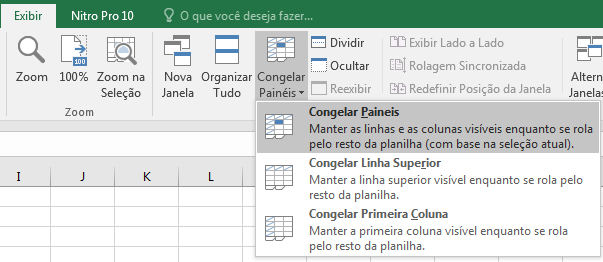 Exibir Nitro Pro 10 O que você deseja fazer...
Zoom 100% Zoom na Seleção
Zoom
Nova Janela Organizar Tudo Congelar Painéis
Dividir
Ocultar
Reexibir
Exibir Lado a Lado
Rolagem Sincronizada
Redefinir Posição da Janela
Altern
Janelas
Congelar Paineis
Manter as linhas e as colunas visíveis enquanto se rola
pelo resto da planilha (com base na seleção atual).
Congelar Linha Superior
Manter a linha superior visível enquanto se rola pelo
resto da planilha.
Congelar Primeira Coluna
Manter a primeira coluna visível enquanto se rola
pelo resto da planilha.
I J K L